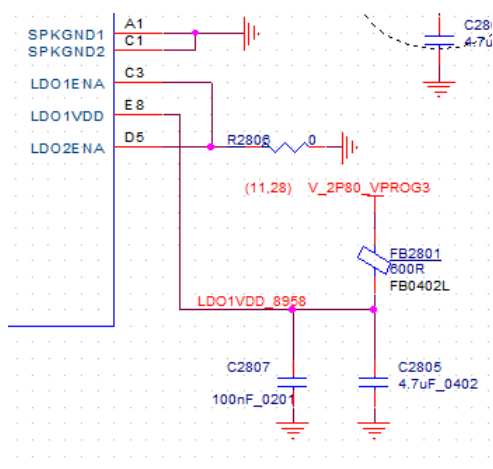 A1
SPKGND1
C1
SPKGND2
C3
LDO1ENA
E8
LDO1VDD
D5
LDO2ENA
R2806 0
4.7u
(11,28) V_2P80_VPROG3
FB2801
600R
FB0402L
LDO1VDD_8958
C2807
100nF_0201
C2805
4.7uF_0402